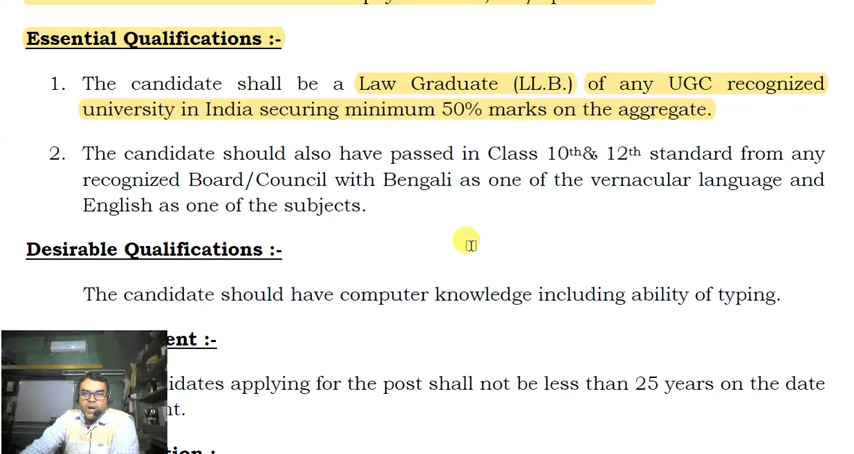 Essential Qualifications :-
1. The candidate shall be a Law Graduate (LL.B.) of any UGC recognized
university in India securing minimum 50% marks on the aggregate.
2. The candidate should also have passed in Class 10th& 12th standard from any
recognized Board/Council with Bengali as one of the vernacular language and
English as one of the subjects.
Desirable Qualifications :-
The candidate should have computer knowledge including ability of typing.
:-
applying for the post shall not be less than 25 years on the date